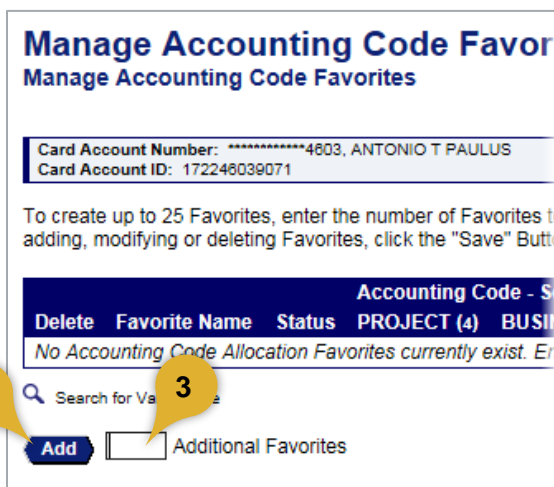 Manage Accounting Code Favor
Manage Accounting Code Favorites
Card Account Number: ************4603, ANTONIO T PAULUS
Card Account ID: 172246039071
To create up to 25 Favorites, enter the number of Favorites
adding, modifying or deleting Favorites, click the "Save" Butt
Accounting Code - S
Delete Favorite Name Status PROJECT (4) BUSIN
No Accounting Code Allocation Favorites currently exist. En
Search for
3
Add Additional Favorites